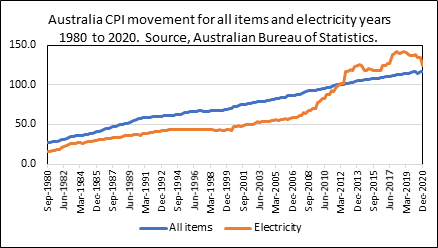 Australia CPI movement for all items and electricity years
1980 to 2020. Source, Australian Bureau of Statistics.
150.0
100.0
50.0
0.0
Sep-1980
Jun-1982
Mar-1984
Dec-1985
Sep-1987
Jun-1989
Mar-1991
Dec-1992
Sep-1994
Jun-1996
Mar-1998
Dec-1999
Sep-2001
Jun-2003
Mar-2005
Dec-2006
Sep-2008
Jun-2010
Mar-2012
Dec-2013
Sep-2015
Jun-2017
Mar-2019
Dec-2020
All items
Electricity